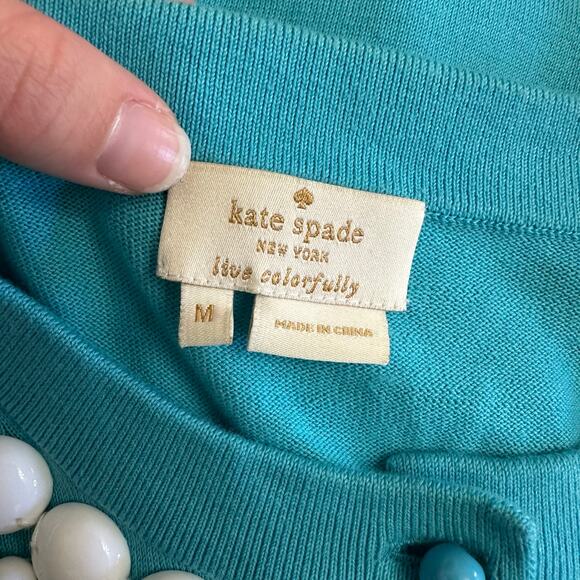 kate spade
NEW YORK
live colorfully
M
MADE IN CHINA